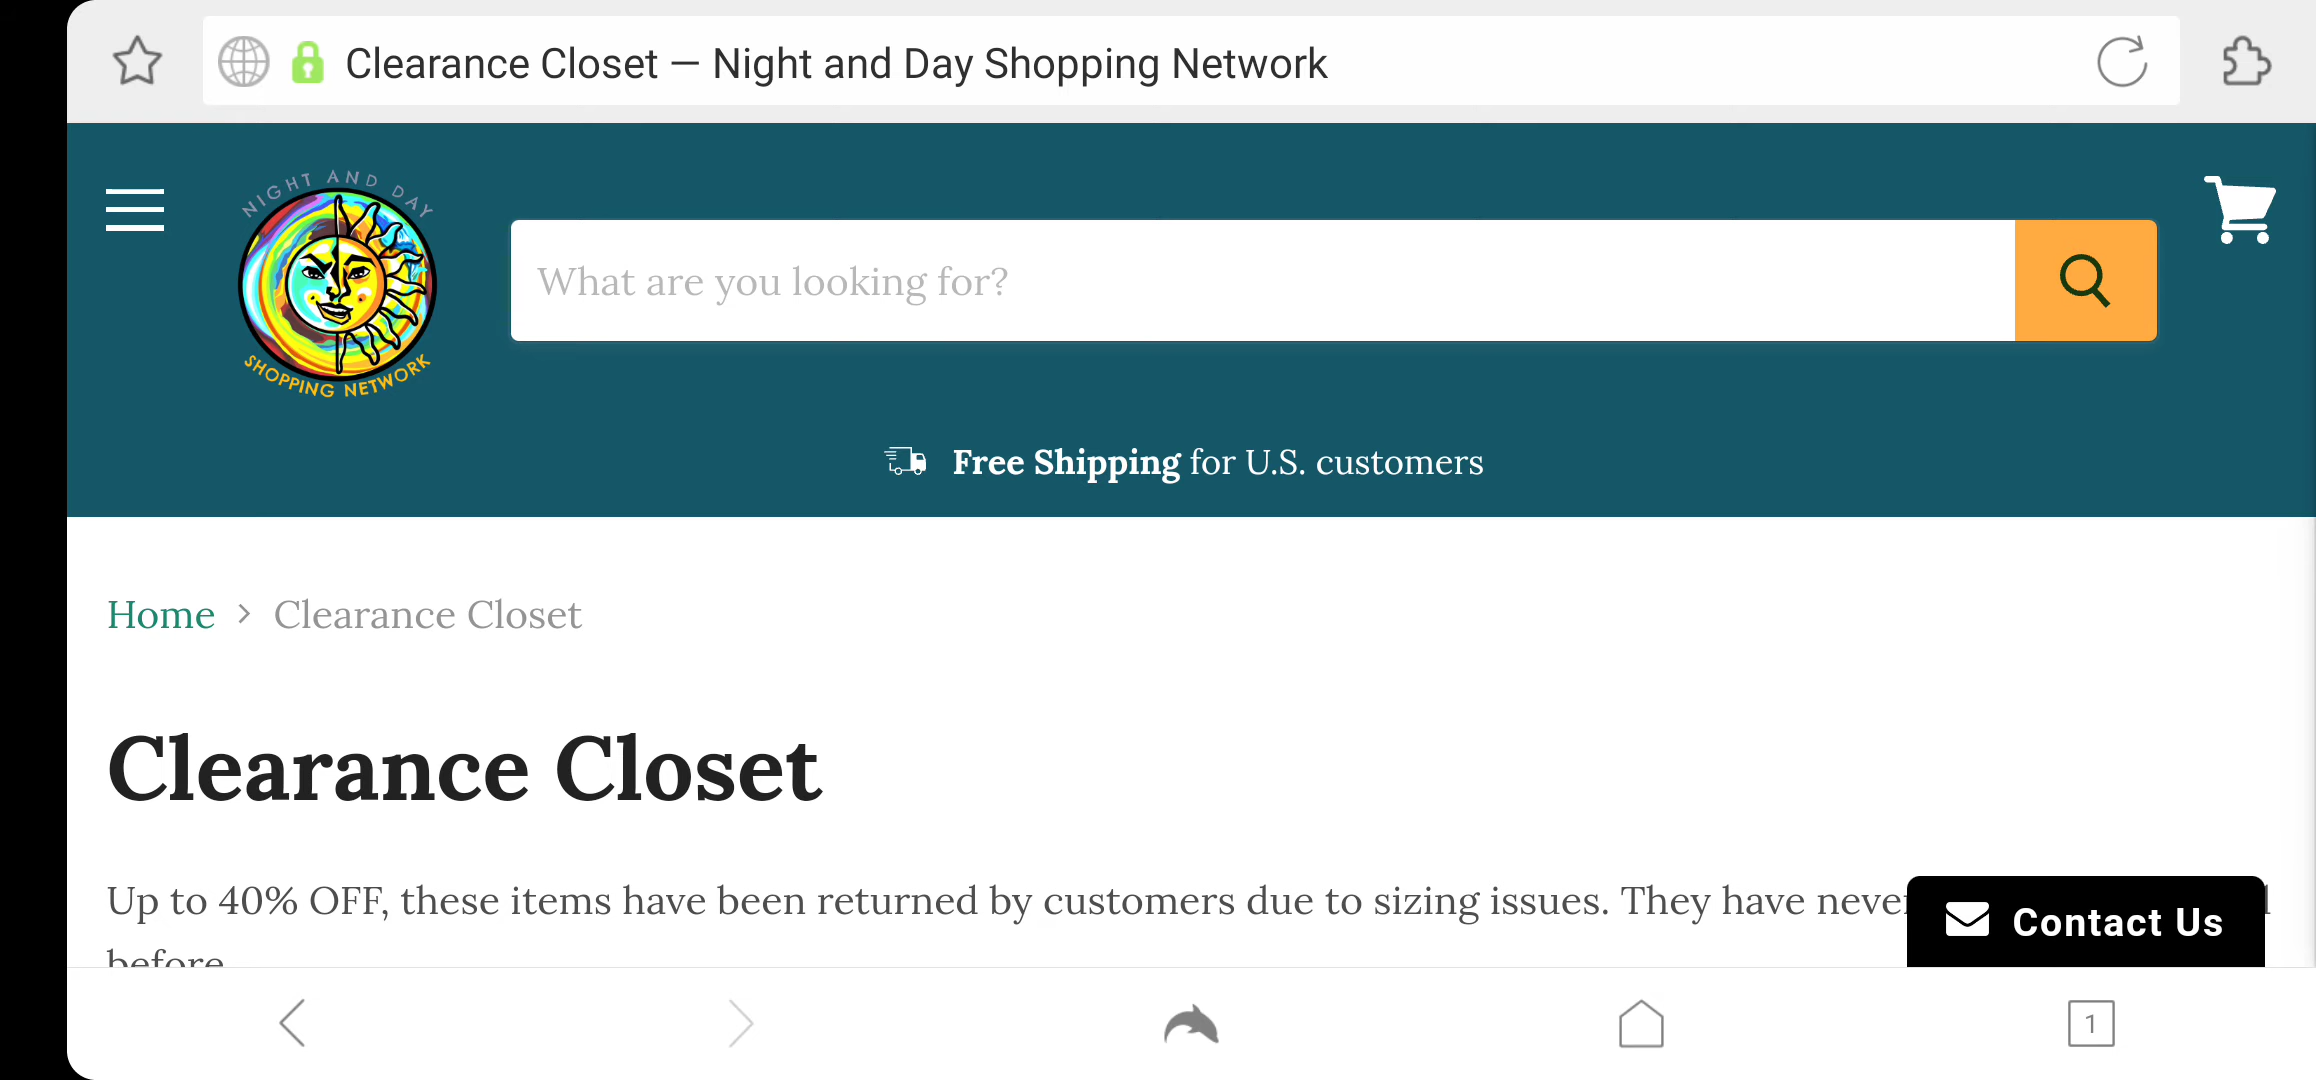 Clearance Closet — Night and Day Shopping Network
NIGHT AND DAY
SHOPPING NETWORK
What are you looking for?
Free Shipping for U.S. customers
Home > Clearance Closet
Clearance Closet
Up to 40% OFF, these items have been returned by customers due to sizing issues. They have never
before
Contact Us
1